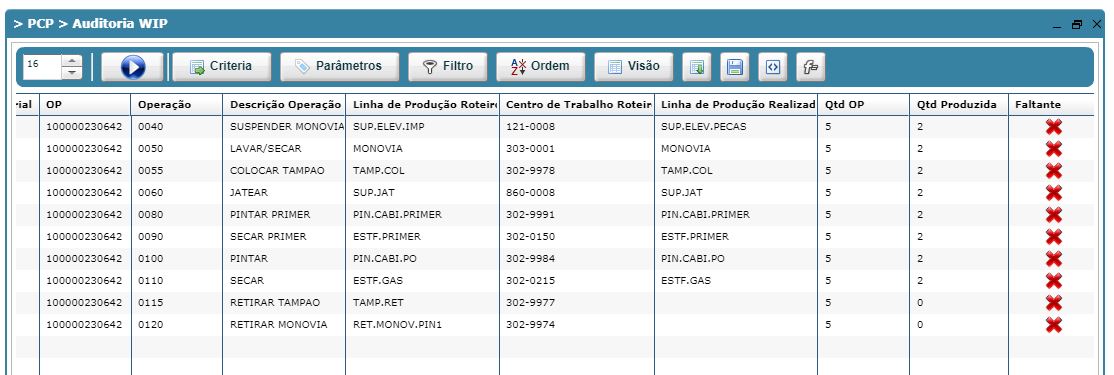 > PCP > Auditoria WIP
16 Criteria Parâmetros Filtro Ordem Visão
rial OP Operação Descrição Operação Linha de Produção Roteir Centro de Trabalho Roteir Linha de Produção Realizad Qtd OP Qtd Produzida Faltante
100000230642 0040 SUSPENDER MONOVIA SUP.ELEV.IMP 121-0008 SUP.ELEV.PECAS 5 2
100000230642 0050 LAVAR/SECAR MONOVIA 303-0001 MONOVIA 5 2
100000230642 0055 COLOCAR TAMPAO TAMP.COL 302-9978 TAMP.COL 5 2
100000230642 0060 JATEAR SUP.JAT 860-0008 SUP.JAT 5 2
100000230642 0080 PINTAR PRIMER PIN.CABI.PRIMER 302-9991 PIN.CABI.PRIMER 5 2
100000230642 0090 SECAR PRIMER ESTF.PRIMER 302-0150 ESTF.PRIMER 5 2
100000230642 0100 PINTAR PIN.CABI.PO 302-9984 PIN.CABI.PO 5 2
100000230642 0110 SECAR ESTF.GAS 302-0215 ESTF.GAS 5 2
100000230642 0115 RETIRAR TAMPAO TAMP.RET 302-9977 5 0
100000230642 0120 RETIRAR MONOVIA RET.MONOV.PIN1 302-9974 5 0